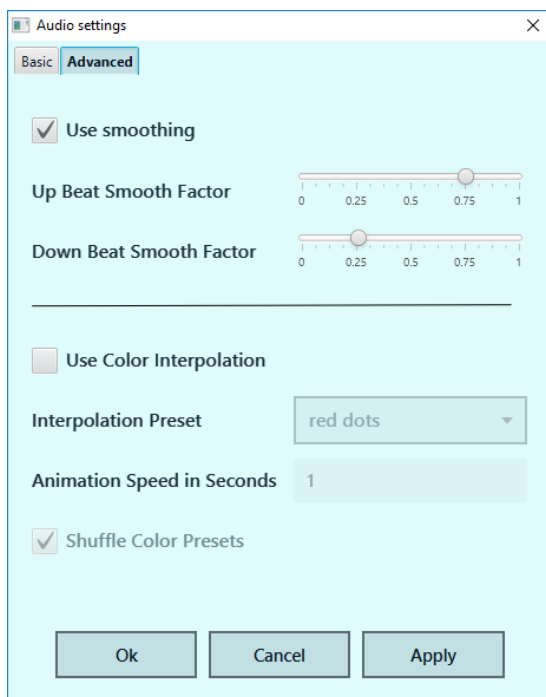 Audio settings
Basic Advanced
Use smoothing
Up Beat Smooth Factor
0 0.25 0.5 0.75 1
Down Beat Smooth Factor
0 0.25 0.5 0.75 1
Use Color Interpolation
Interpolation Preset red dots
Animation Speed in Seconds 1
Shuffle Color Presets
Ok Cancel Apply